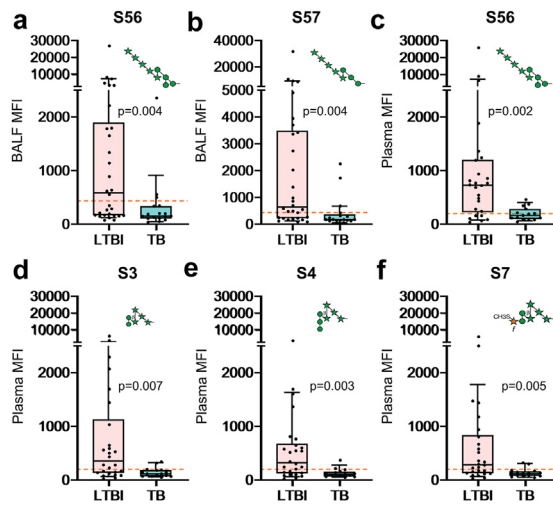 a S56
30000
20000
10000
2000
1000
0
BALF MFI
p=0.004
LTBI TB
b S57
40000
20000
5000
4000
3000
2000
1000
0
BALF MFI
p=0.004
LTBI TB
c S56
30000
20000
10000
2000
1000
0
Plasma MFI
p=0.002
LTBI TB
d S3
30000
20000
10000
2000
1000
0
Plasma MFI
p=0.007
LTBI TB
e S4
30000
20000
10000
2000
1000
0
Plasma MFI
p=0.003
LTBI TB
f S7
30000
20000
10000
2000
1000
0
Plasma MFI
CH3S
p=0.005
LTBI TB